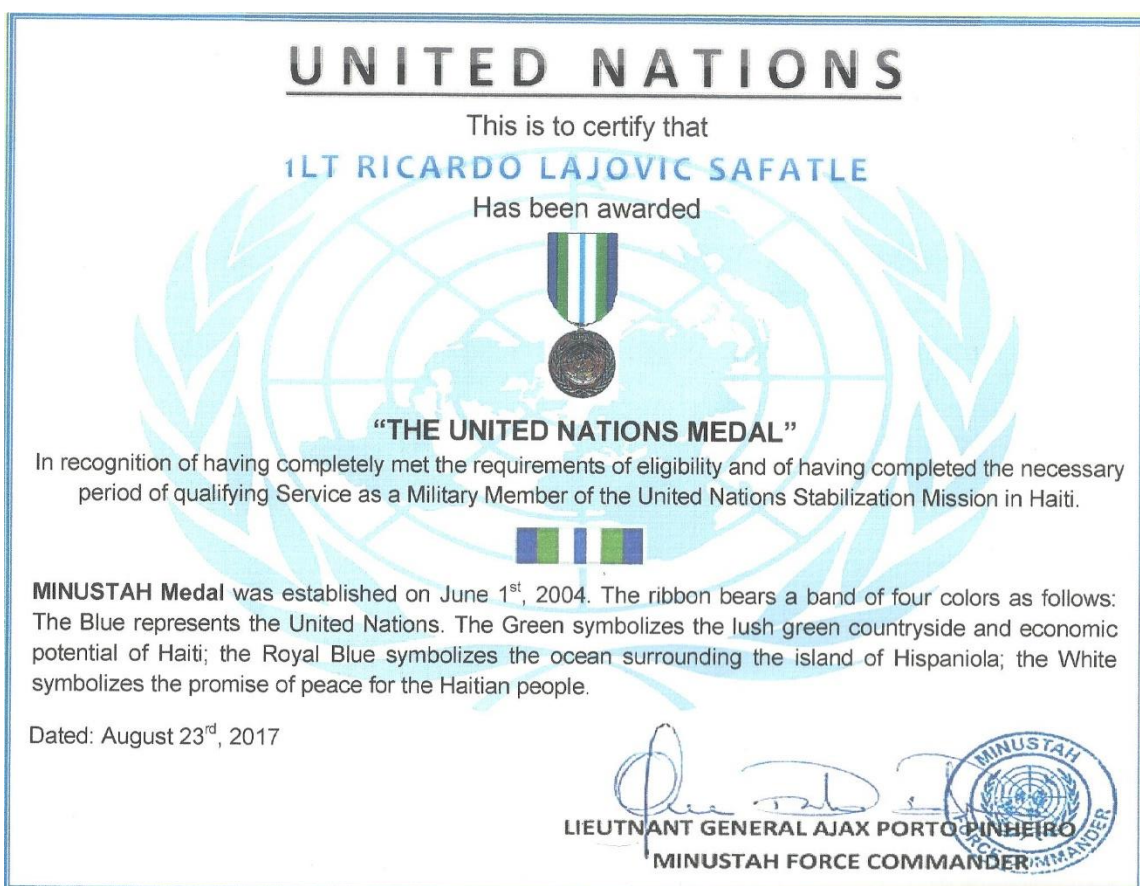 UNITED NATIONS
This is to certify that
1LT RICARDO LAJOVIC SAFATLE
Has been awarded
“THE UNITED NATIONS MEDAL”
In recognition of having completely met the requirements of eligibility and of having completed the necessary
period of qualifying Service as a Military Member of the United Nations Stabilization Mission in Haiti.
MINUSTAH Medal was established on June 1st, 2004. The ribbon bears a band of four colors as follows:
The Blue represents the United Nations. The Green symbolizes the lush green countryside and economic
potential of Haiti; the Royal Blue symbolizes the ocean surrounding the island of Hispaniola; the White
symbolizes the promise of peace for the Haitian people.
Dated: August 23rd, 2017
MINUSTAH
FORCE COMMANDER
LIEUTNANT GENERAL AJAX PORTO PINHEIRO
MINUSTAH FORCE COMMANDER